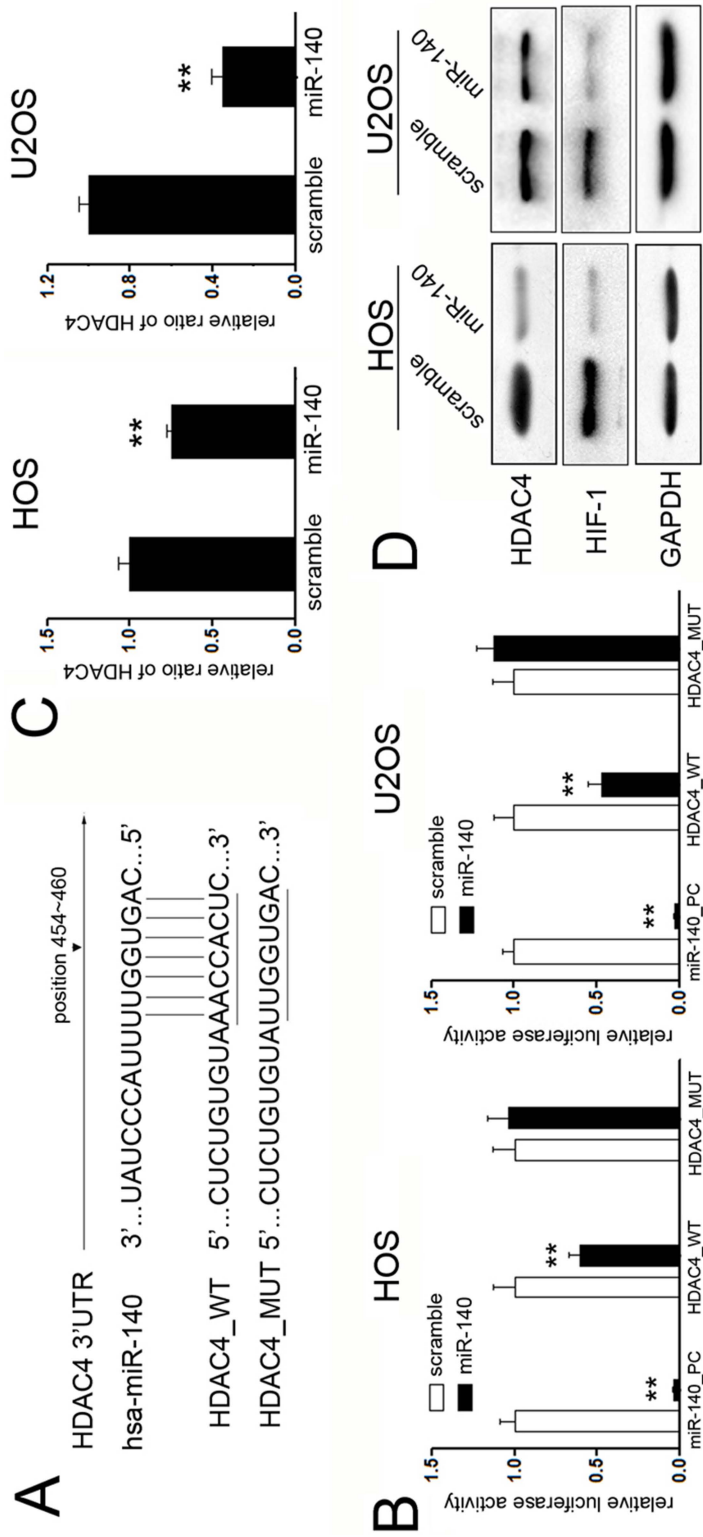 A
HDAC4 3'UTR
position 454~460
hsa-miR-140 3'...UAUCCCAUUUUGGUGAC...5'
HDAC4_WT 5'...CUCUGUGUAAACCACUC...3'
HDAC4_MUT 5'...CUCUGUGUAUUGGUGAC...3'
B
HOS
scramble
miR-140
relative luciferase activity
1.5
1.0
0.5
0.0
**
**
miR-140_PC HDAC4_WT HDAC4_MUT
U2OS
scramble
miR-140
relative luciferase activity
1.5
1.0
0.5
0.0
**
**
miR-140_PC HDAC4_WT HDAC4_MUT
C
HOS
relative ratio of HDAC4
1.5
1.0
0.5
0.0
**
scramble miR-140
U2OS
relative ratio of HDAC4
1.2
0.8
0.4
0.0
**
scramble miR-140
D
HOS U2OS
scramble miR-140 scramble miR-140
HDAC4
HIF-1
GAPDH